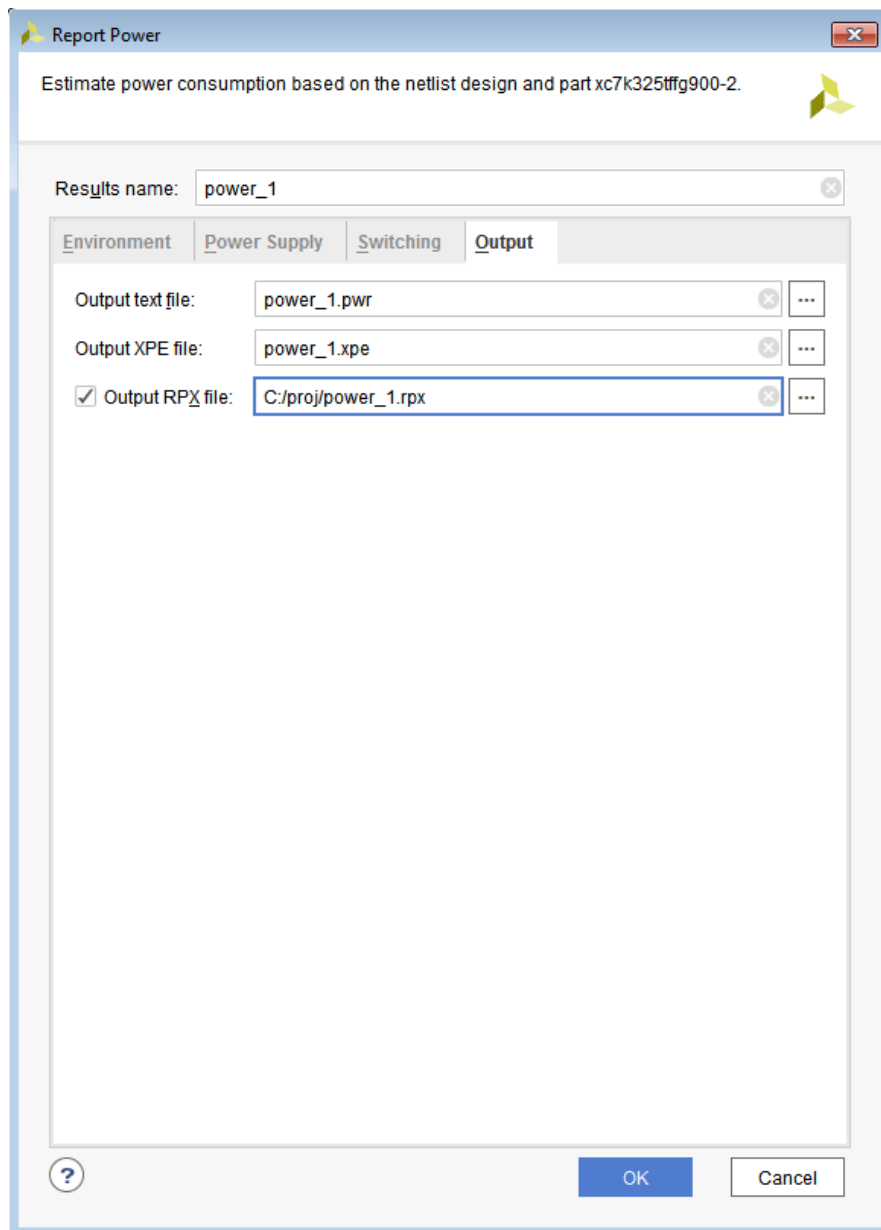 Report Power
Estimate power consumption based on the netlist design and part xc7k325tffg900-2.
Results name: power_1
Environment Power Supply Switching Output
Output text file: power_1.pwr ...
Output XPE file: power_1.xpe ...
Output RPX file: C:/proj/power_1.rpx ...
? OK Cancel